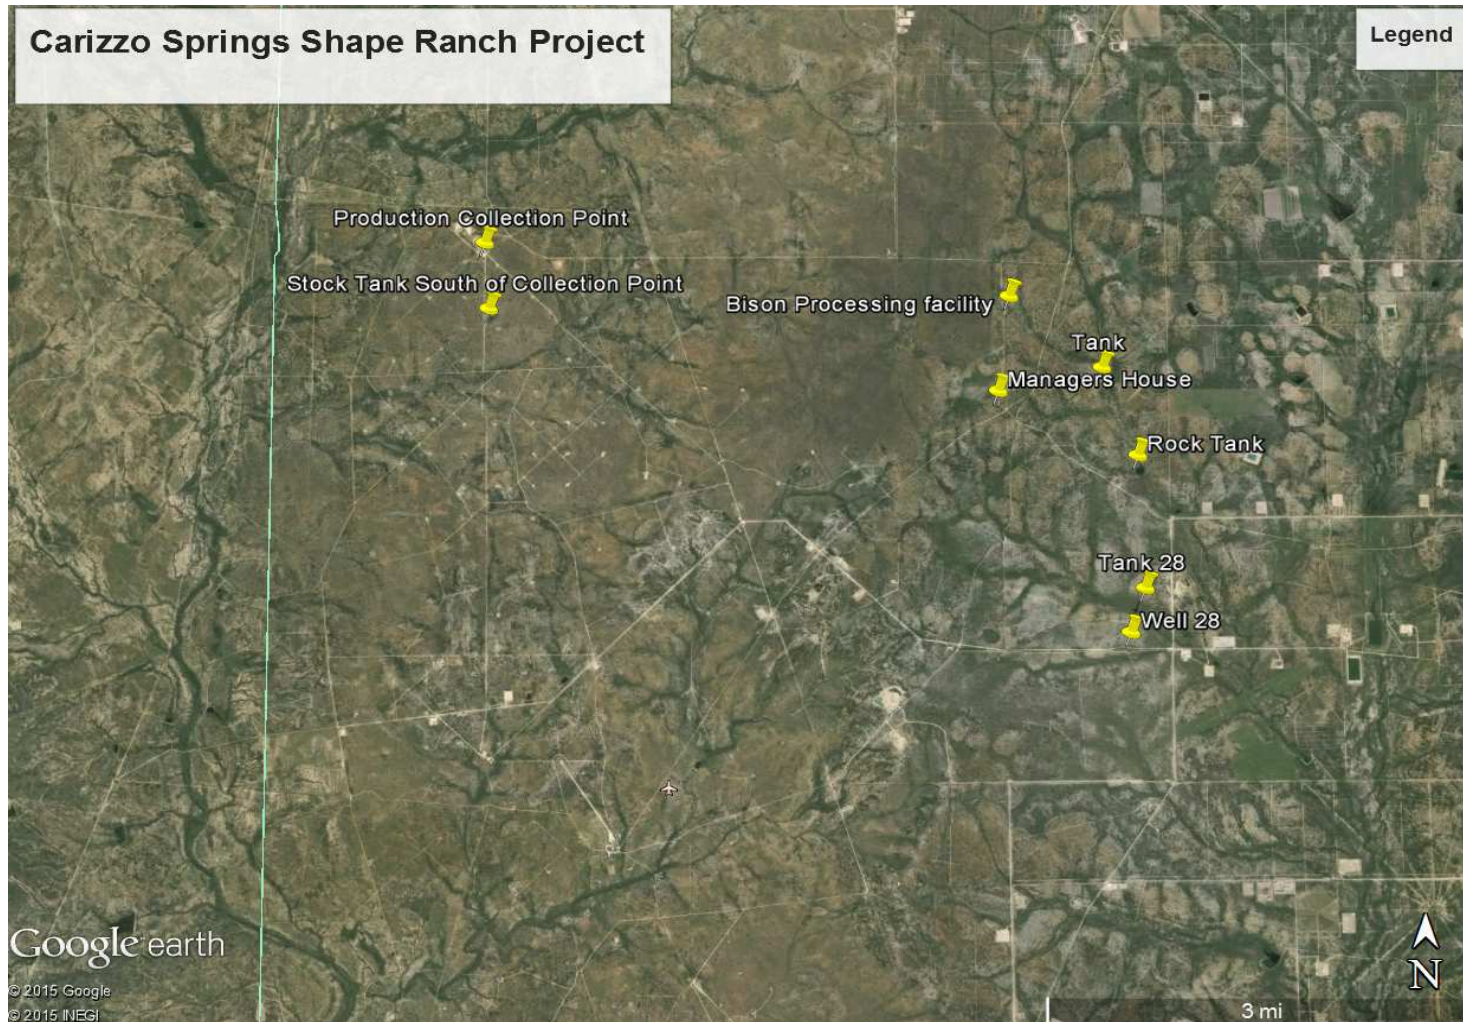 Carizzo Springs Shape Ranch Project
Legend
Production Collection Point
Stock Tank South of Collection Point
Bison Processing facility
Tank
Managers House
Rock Tank
Tank 28
Well 28
Google earth
N
© 2015 Google
© 2015 INEGI
3 mi